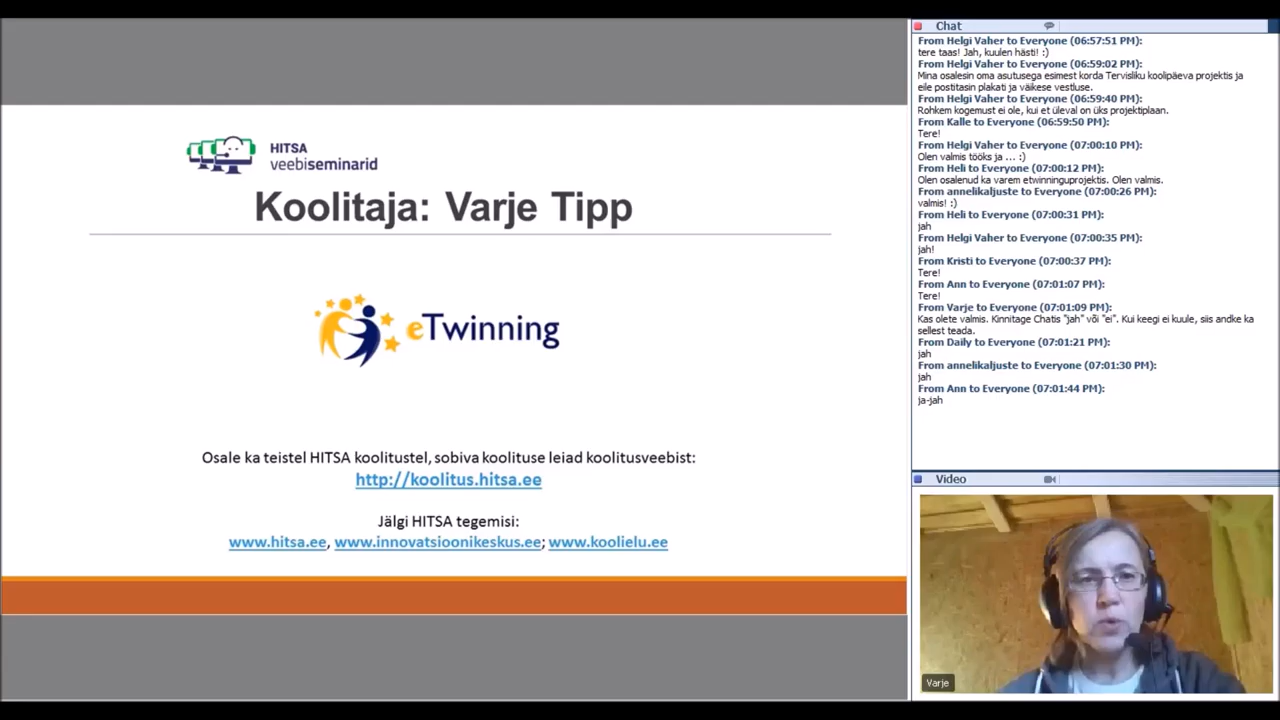 HITSA
veebiseminarid
Koolitaja: Varje Tipp
eTwinning
Osale ka teistel HITSA koolitustel, sobiva koolituse leiad koolitusveebist:
http://koolitus.hitsa.ee
Jälgi HITSA tegemisi:
www.hitsa.ee, www.innovatsioonikeskus.ee; www.koolielu.ee
Chat
From Helgi Vaher to Everyone (06:57:51 PM):
tere taas! Jah, kuulen hästi! :)
From Helgi Vaher to Everyone (06:59:02 PM):
Mina osalesin oma asutusega esimest korda Tervisliku koolipäeva projektis ja
eile postitasin plakati ja väikese vestluse.
From Helgi Vaher to Everyone (06:59:40 PM):
Rohkem kogemust ei ole, kui et üleval on üks projektiplaan.
From Kalle to Everyone (06:59:50 PM):
Tere!
From Helgi Vaher to Everyone (07:00:10 PM):
Olen valmis tööks ja ... :)
From Heli to Everyone (07:00:12 PM):
Olen osalenud ka varem etwinninguprojektis. Olen valmis.
From annelikaljuste to Everyone (07:00:26 PM):
valmis! :)
From Heli to Everyone (07:00:31 PM):
jah
From Helgi Vaher to Everyone (07:00:35 PM):
jah!
From Kristi to Everyone (07:00:37 PM):
Tere!
From Ann to Everyone (07:01:07 PM):
Tere!
From Varje to Everyone (07:01:09 PM):
Kas olete valmis. Kinnitage Chatis "jah" või "ei". Kui keegi ei kuule, siis andke ka
sellest teada.
From Daily to Everyone (07:01:21 PM):
jah
From annelikaljuste to Everyone (07:01:30 PM):
jah
From Ann to Everyone (07:01:44 PM):
ja-jah
Video
Varje